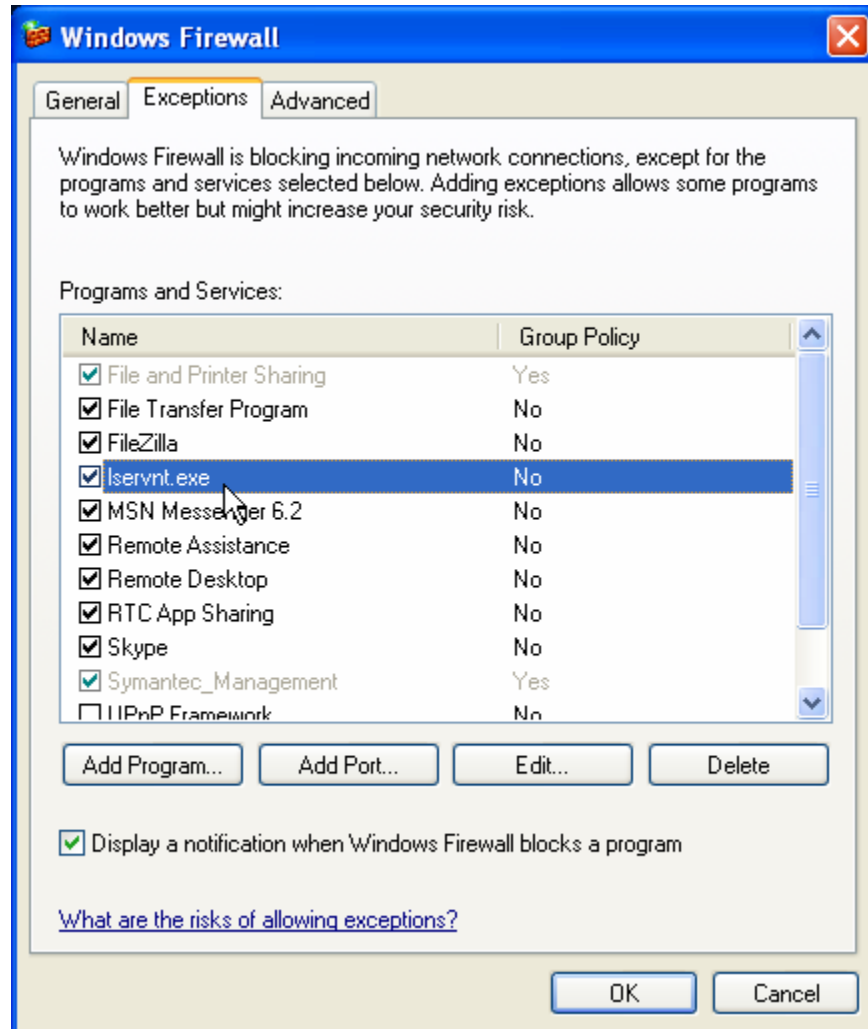 Windows Firewall
General Exceptions Advanced
Windows Firewall is blocking incoming network connections, except for the
programs and services selected below. Adding exceptions allows some programs
to work better but might increase your security risk.
Programs and Services:
Name Group Policy
File and Printer Sharing Yes
File Transfer Program No
FileZilla No
lservnt.exe No
MSN Messenger 6.2 No
Remote Assistance No
Remote Desktop No
RTC App Sharing No
Skype No
Symantec_Management Yes
UPnP Framework No
Add Program... Add Port... Edit... Delete
Display a notification when Windows Firewall blocks a program
What are the risks of allowing exceptions?
OK Cancel